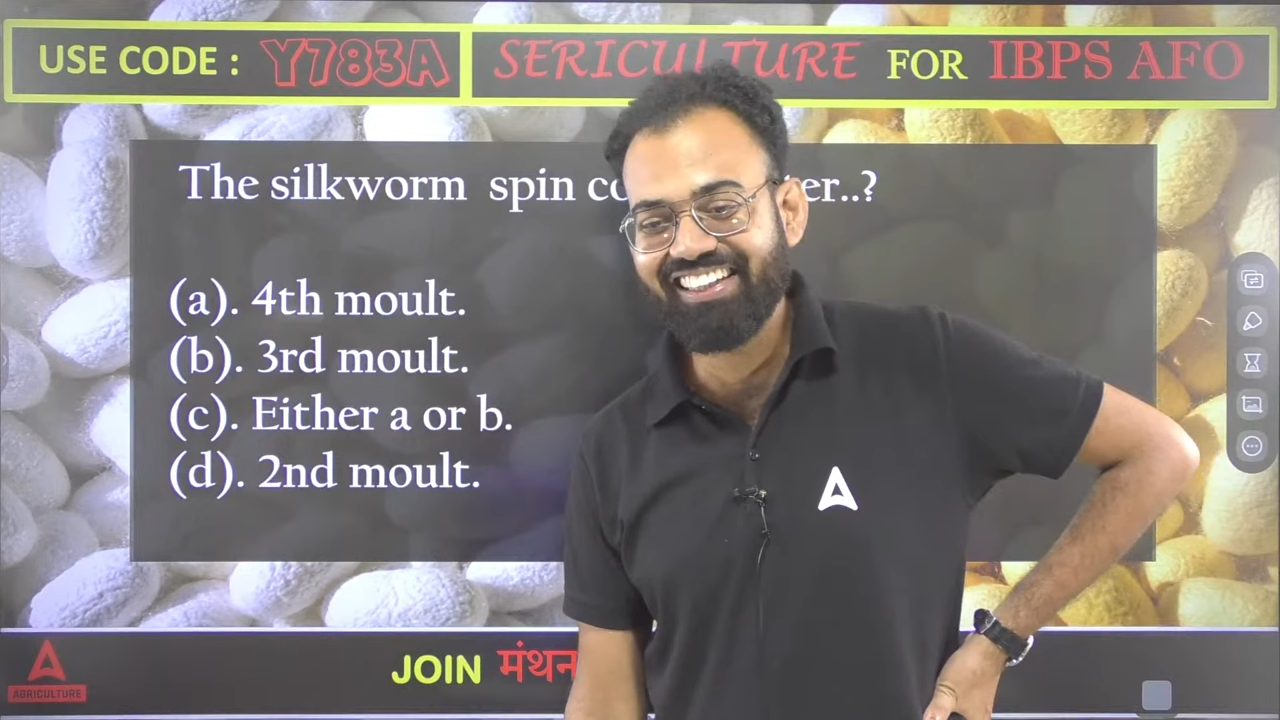 USE CODE : Y783A
SERICULTURE FOR IBPS AFO
The silkworm spin co
er..?
(a). 4th moult.
(b). 3rd moult.
(c). Either a or b.
(d). 2nd moult.
JOIN मंथन
AGRICULTURE